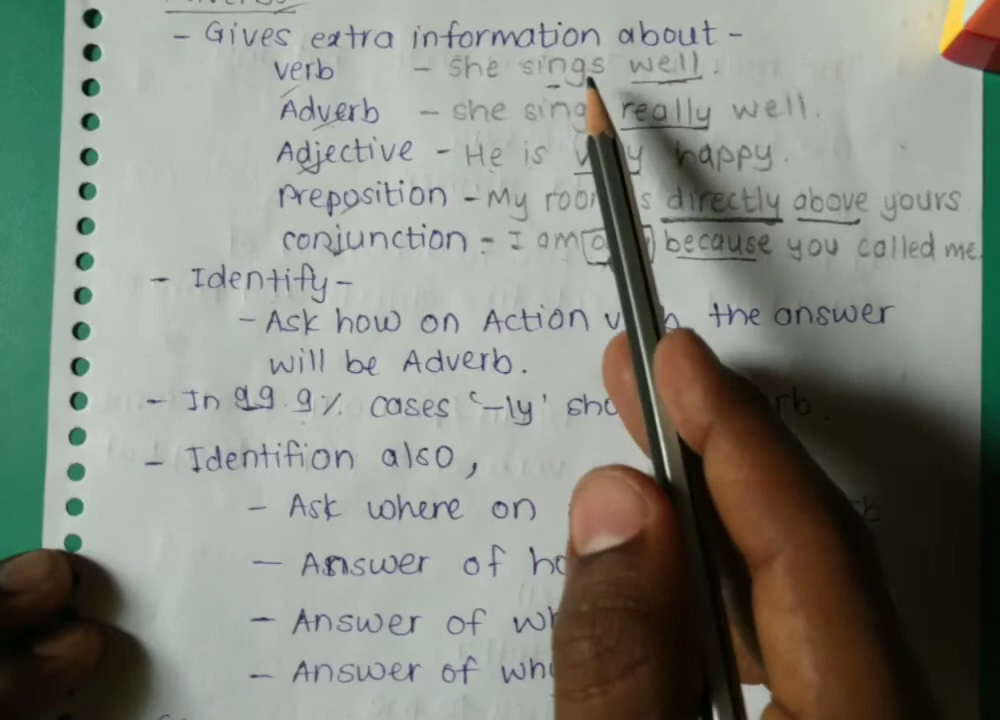 - Gives extra information about -
verb - she sings well.
Adverb - she sing really well.
Adjective - He is happy.
Preposition - My directly above yours
conjunction - I am because you called me.
- Identify -
- Ask how on Action the answer
will be Adverb.
- In 99.9% cases '-ly'
- Identifion also,
- Ask where on
- Answer of
- Answer of
- Answer of